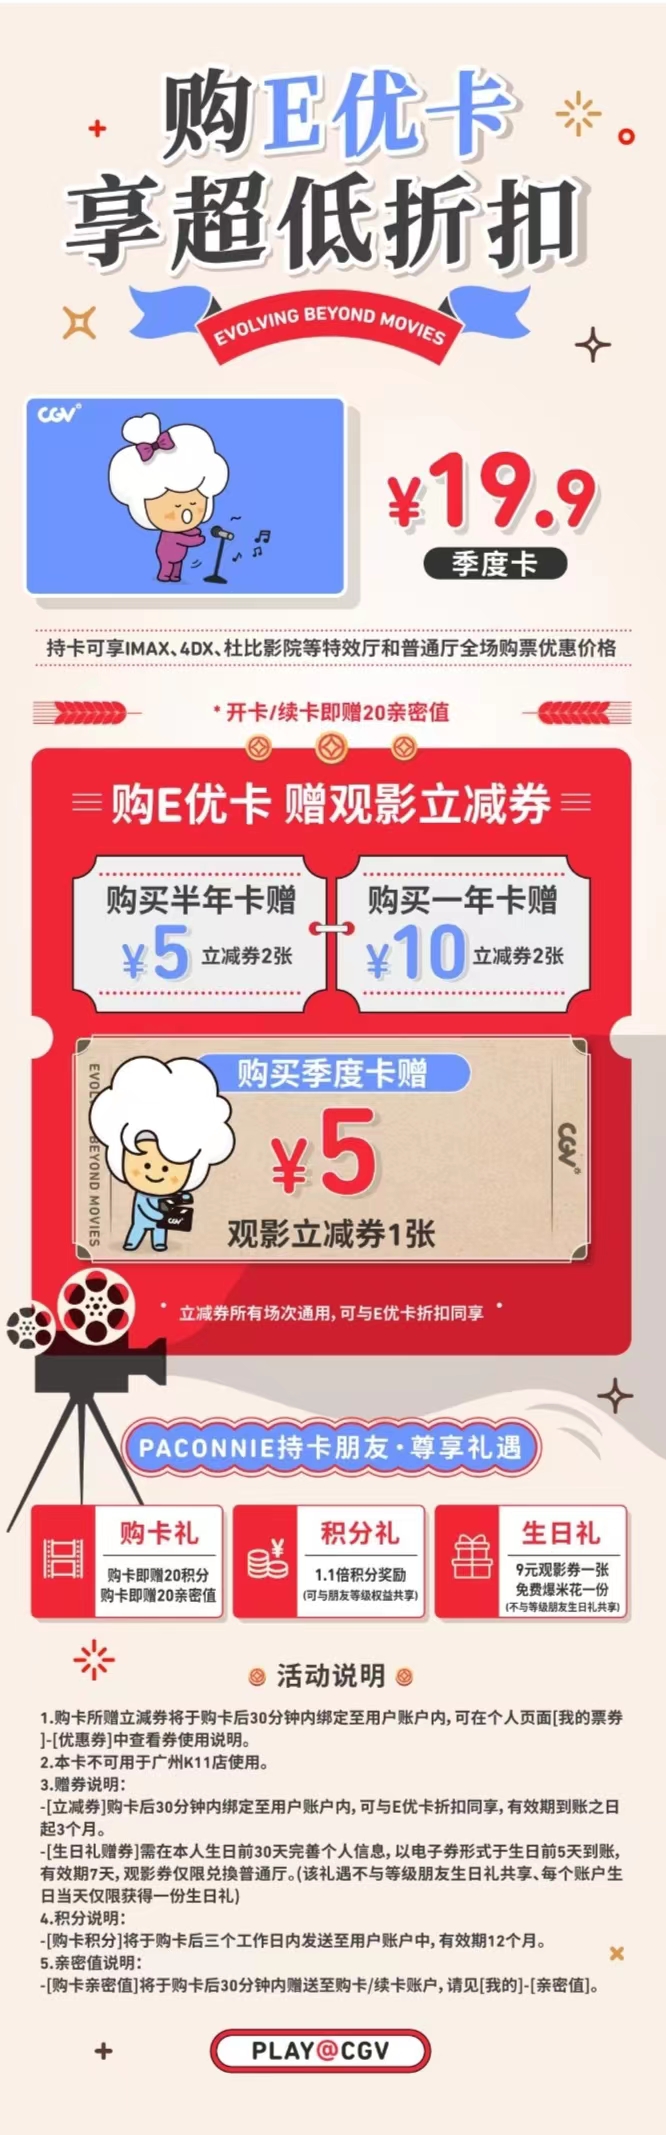 购E优卡
享超低折扣
EVOLVING BEYOND MOVIES
CGV
¥19.9
季度卡
持卡可享IMAX、4DX、杜比影院等特效厅和普通厅全场购票优惠价格
*开卡/续卡即赠20亲密值
购E优卡 赠观影立减券
购买半年卡赠
¥5 立减券2张
购买一年卡赠
¥10 立减券2张
购买季度卡赠
¥5
观影立减券1张
CGV
立减券所有场次通用,可与E优卡折扣同享
PACONNIE持卡朋友·尊享礼遇
购卡礼
购卡即赠20积分
购卡即赠20亲密值
积分礼
1.1倍积分奖励
(可与朋友等级权益共享)
生日礼
9元观影券一张
免费爆米花一份
(不与等级朋友生日礼共享)
活动说明
1.购卡所赠立减券将于购卡后30分钟内绑定至用户账户内,可在个人页面[我的票券
]-[优惠券]中查看券使用说明。
2.本卡不可用于广州K11店使用。
3.赠券说明:
-[立减券]购卡后30分钟内绑定至用户账户内,可与E优卡折扣同享,有效期到账之日
起3个月。
-[生日礼赠券]需在本人生日前30天完善个人信息,以电子券形式于生日前5天到账,
有效期7天,观影券仅限兑换普通厅。(该礼遇不与等级朋友生日礼共享、每个账户生
日当天仅限获得一份生日礼)
4.积分说明:
-[购卡积分]将于购卡后三个工作日内发送至用户账户中,有效期12个月。
5.亲密值说明:
-[购卡亲密值]将于购卡后30分钟内赠送至购卡/续卡账户,请见[我的]-[亲密值]。
PLAY@CGV